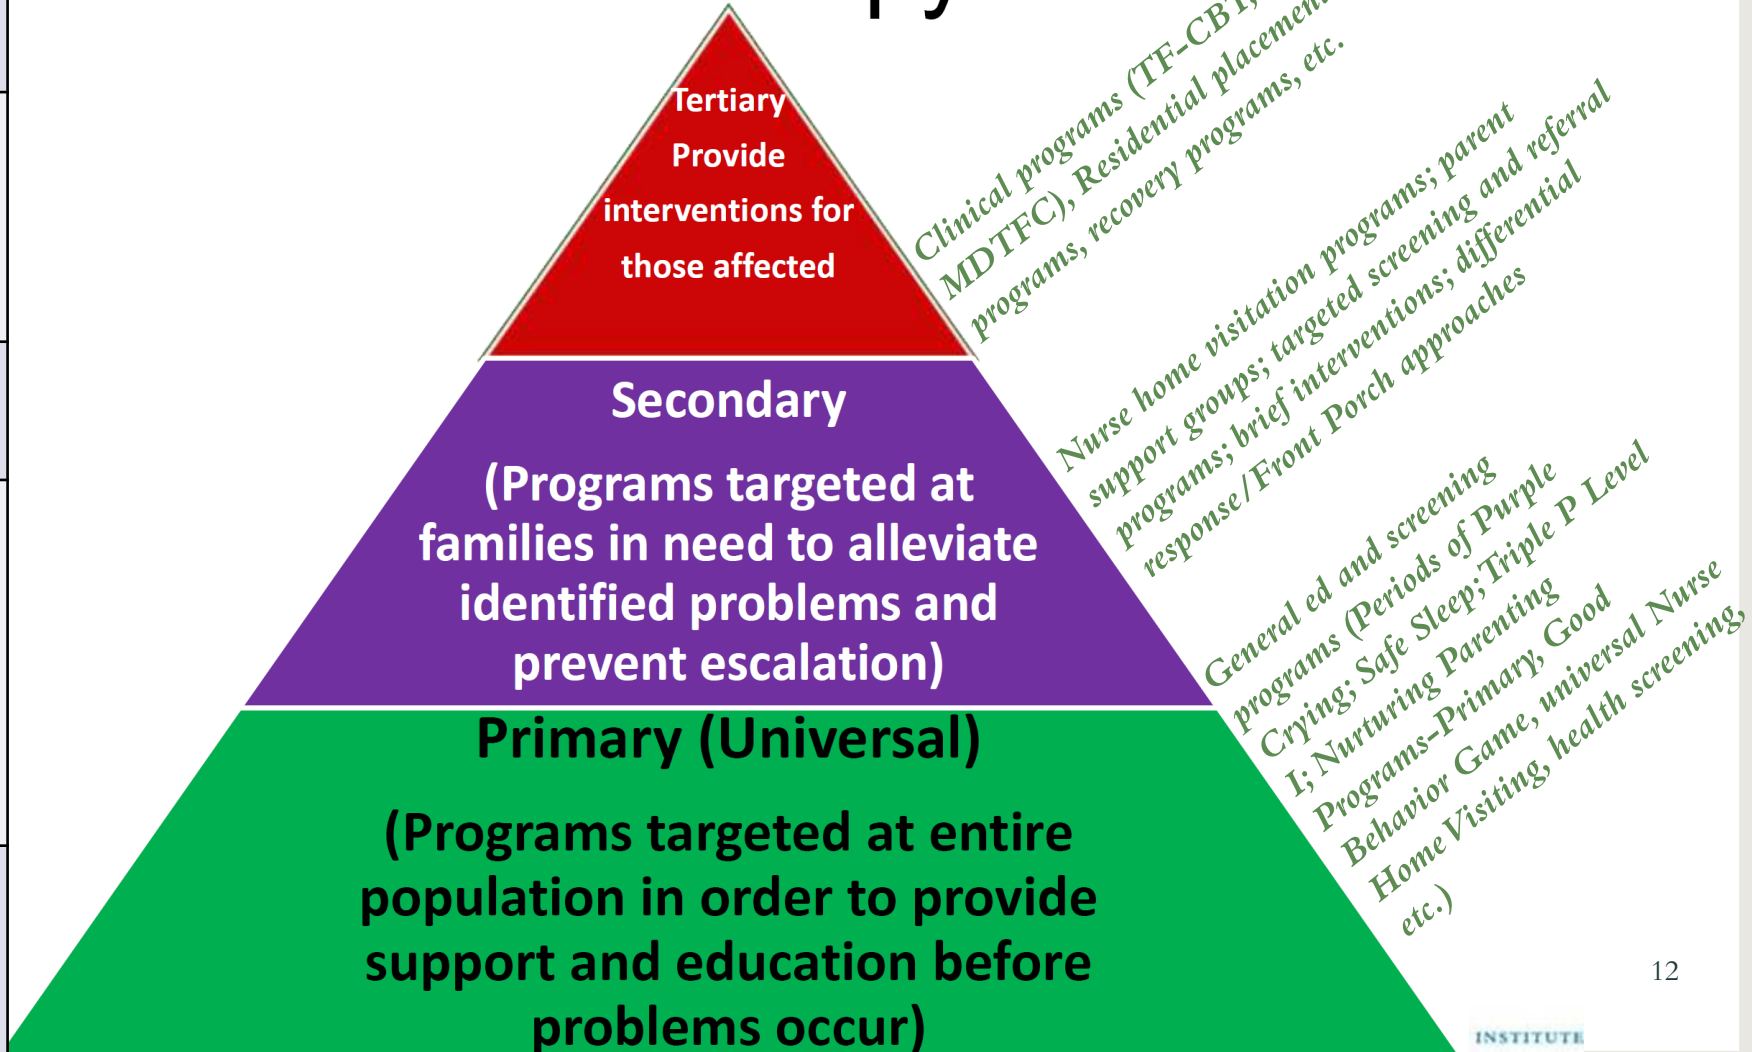 Tertiary
Provide
interventions for
those affected
Clinical programs (TF-CBT,
MDTFC), Residential placement
programs, recovery programs, etc.
Secondary
(Programs targeted at
families in need to alleviate
identified problems and
prevent escalation)
Nurse home visitation programs; parent
support groups; targeted screening and referral
programs; brief interventions; differential
response/Front Porch approaches
Primary (Universal)
(Programs targeted at entire
population in order to provide
support and education before
problems occur)
General ed and screening
programs (Periods of Purple
Crying; Safe Sleep; Triple P Level
I; Nurturing Parenting
Programs-Primary, Good
Behavior Game, universal Nurse
Home Visiting, health screening,
etc.)
12
INSTITUTE